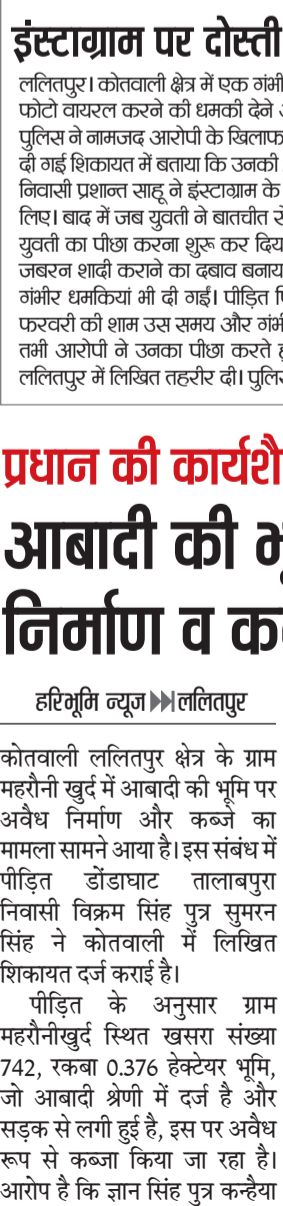 इंस्टाग्राम पर दोस्ती
ललितपुर। कोतवाली क्षेत्र में एक गंभी
फोटो वायरल करने की धमकी देने
पुलिस ने नामजद आरोपी के खिलाफ
दी गई शिकायत में बताया कि उनकी
निवासी प्रशान्त साहू ने इंस्टाग्राम के
लिए। बाद में जब युवती ने बातचीत से
युवती का पीछा करना शुरू कर दिय
जबरन शादी कराने का दबाव बनाय
गंभीर धमकियां भी दी गईं। पीड़ित
फरवरी की शाम उस समय और गंभी
तभी आरोपी ने उनका पीछा करते
ललितपुर में लिखित तहरीर दी। पुलिस
प्रधान की कार्यशै
आबादी की
निर्माण व
हरिभूमि न्यूज ललितपुर
कोतवाली ललितपुर क्षेत्र के ग्राम
महरौनी खुर्द में आबादी की भूमि पर
अवैध निर्माण और कब्जे का
मामला सामने आया है। इस संबंध में
पीड़ित डोंडाघाट तालाबपुरा
निवासी विक्रम सिंह पुत्र सुमरन
सिंह ने कोतवाली में लिखित
शिकायत दर्ज कराई है।
पीड़ित के अनुसार ग्राम
महरौनीखुर्द स्थित खसरा संख्या
742, रकबा 0.376 हेक्टेयर भूमि,
जो आबादी श्रेणी में दर्ज है और
सड़क से लगी हुई है, इस पर अवैध
रूप से कब्जा किया जा रहा है।
आरोप है कि ज्ञान सिंह पुत्र कन्हैया